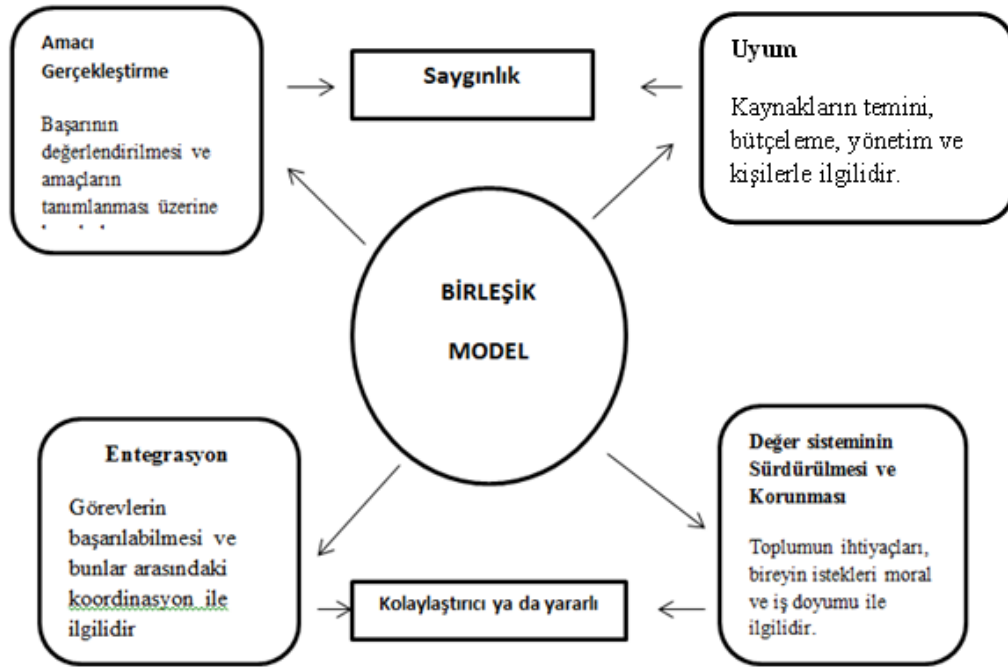 Amacı
Gerçekleştirme
Başarının
değerlendirilmesi ve
amaçların
tanımlanması üzerine
Saygınlık
Uyum
Kaynakların temini,
bütçeleme, yönetim ve
kişilerle ilgilidir.
BİRLEŞİK
MODEL
Entegrasyon
Görevlerin
başarılabilmesi ve
bunlar arasındaki
koordinasyon ile
ilgilidir
Kolaylaştırıcı ya da yararlı
Değer sisteminin
Sürdürülmesi ve
Korunması
Toplumun ihtiyaçları,
bireyin istekleri moral
ve iş doyumu ile
ilgilidir.